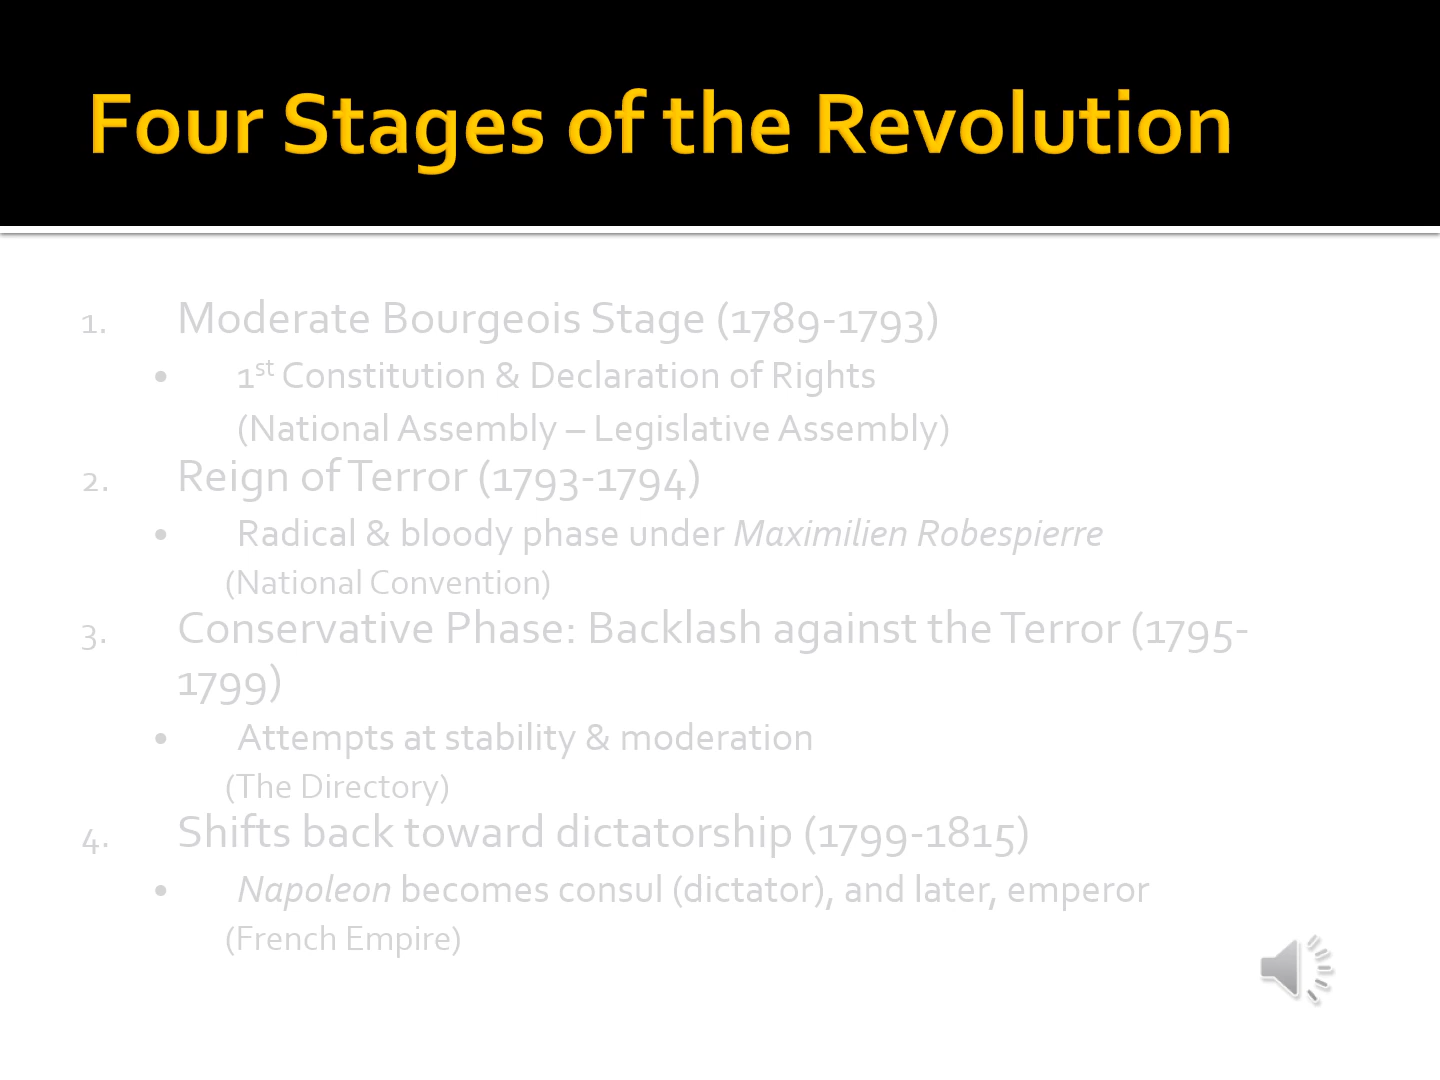 Four Stages of the Revolution
1. Moderate Bourgeois Stage (1789-1793)
• 1st Constitution & Declaration of Rights
(National Assembly – Legislative Assembly)
2. Reign of Terror (1793-1794)
• Radical & bloody phase under Maximilien Robespierre
(National Convention)
3. Conservative Phase: Backlash against the Terror (1795-
1799)
• Attempts at stability & moderation
(The Directory)
4. Shifts back toward dictatorship (1799-1815)
• Napoleon becomes consul (dictator), and later, emperor
(French Empire)